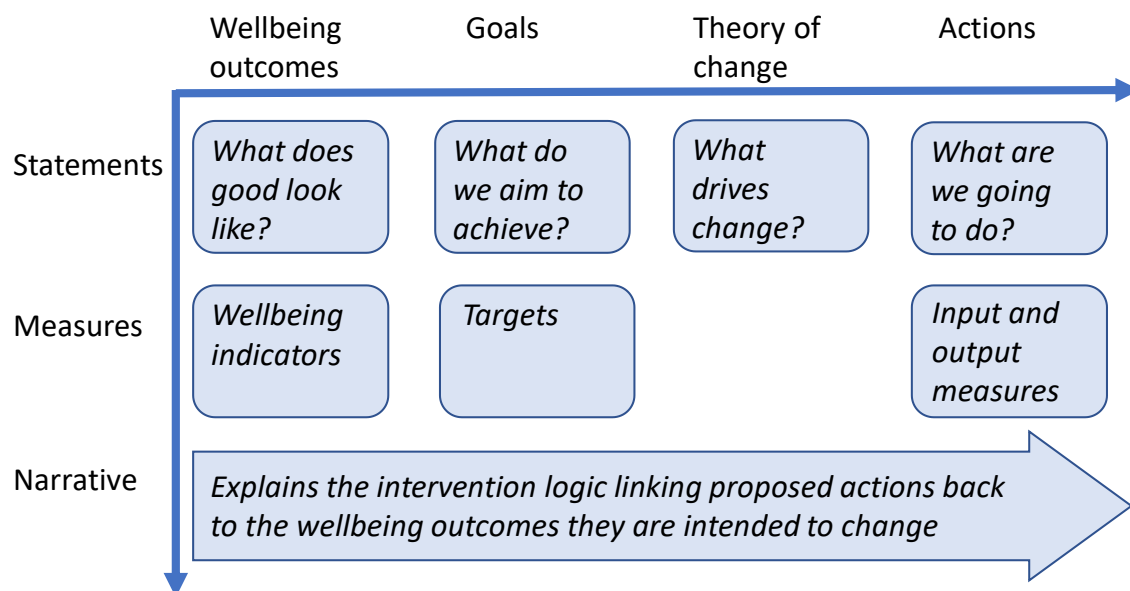 Wellbeing
outcomes
Goals
Theory of
change
Actions
Statements
What does
good look
like?
What do
we aim to
achieve?
What
drives
change?
What are
we going
to do?
Measures
Wellbeing
indicators
Targets
Input and
output
measures
Narrative
Explains the intervention logic linking proposed actions back
to the wellbeing outcomes they are intended to change